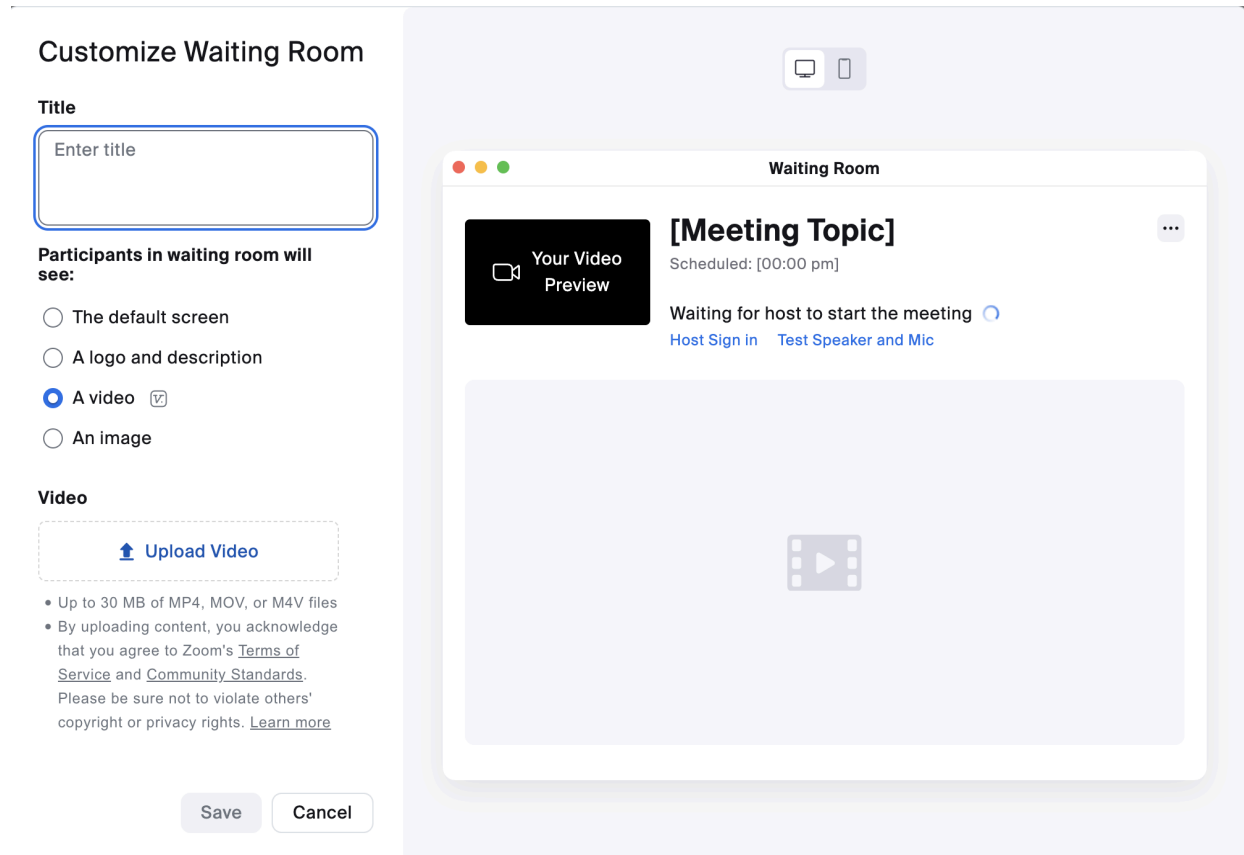 Customize Waiting Room
Title
Enter title
Participants in waiting room will
see:
The default screen
A logo and description
A video
An image
Video
Upload Video
• Up to 30 MB of MP4, MOV, or M4V files
• By uploading content, you acknowledge
that you agree to Zoom's Terms of
Service and Community Standards.
Please be sure not to violate others'
copyright or privacy rights. Learn more
Save Cancel
Waiting Room
Your Video
Preview
[Meeting Topic]
Scheduled: [00:00 pm]
Waiting for host to start the meeting
Host Sign in Test Speaker and Mic